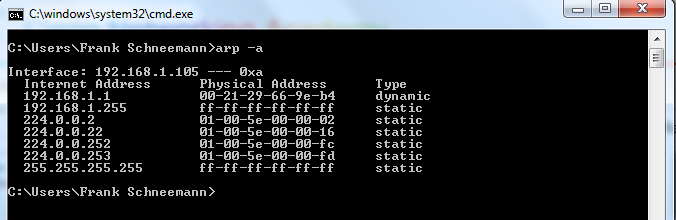 C:\windows\system32\cmd.exe
C:\Users\Frank Schneemann>arp -a
Interface: 192.168.1.105 --- 0xa
Internet Address Physical Address Type
192.168.1.1 00-21-29-66-9e-b4 dynamic
192.168.1.255 ff-ff-ff-ff-ff-ff static
224.0.0.2 01-00-5e-00-00-02 static
224.0.0.22 01-00-5e-00-00-16 static
224.0.0.252 01-00-5e-00-00-fc static
224.0.0.253 01-00-5e-00-00-fd static
255.255.255.255 ff-ff-ff-ff-ff-ff static
C:\Users\Frank Schneemann>